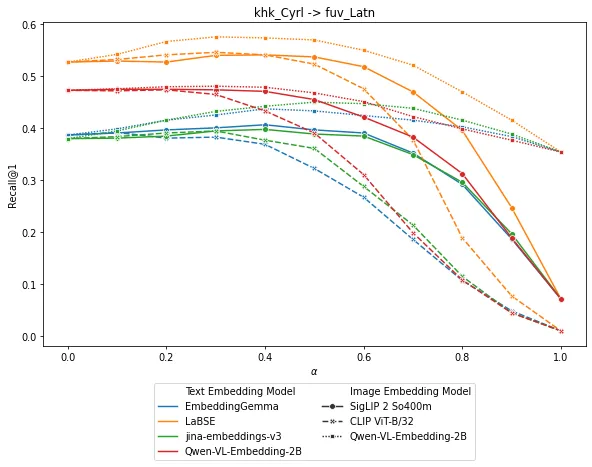 khk_Cyrl -> fuv_Latn
0.6
0.5
0.4
0.3
0.2
0.1
0.0
Recall@1
0.0 0.2 0.4 0.6 0.8 1.0
α
Text Embedding Model Image Embedding Model
EmbeddingGemma SigLIP 2 So400m
LaBSE CLIP ViT-B/32
jina-embeddings-v3 Qwen-VL-Embedding-2B
Qwen-VL-Embedding-2B